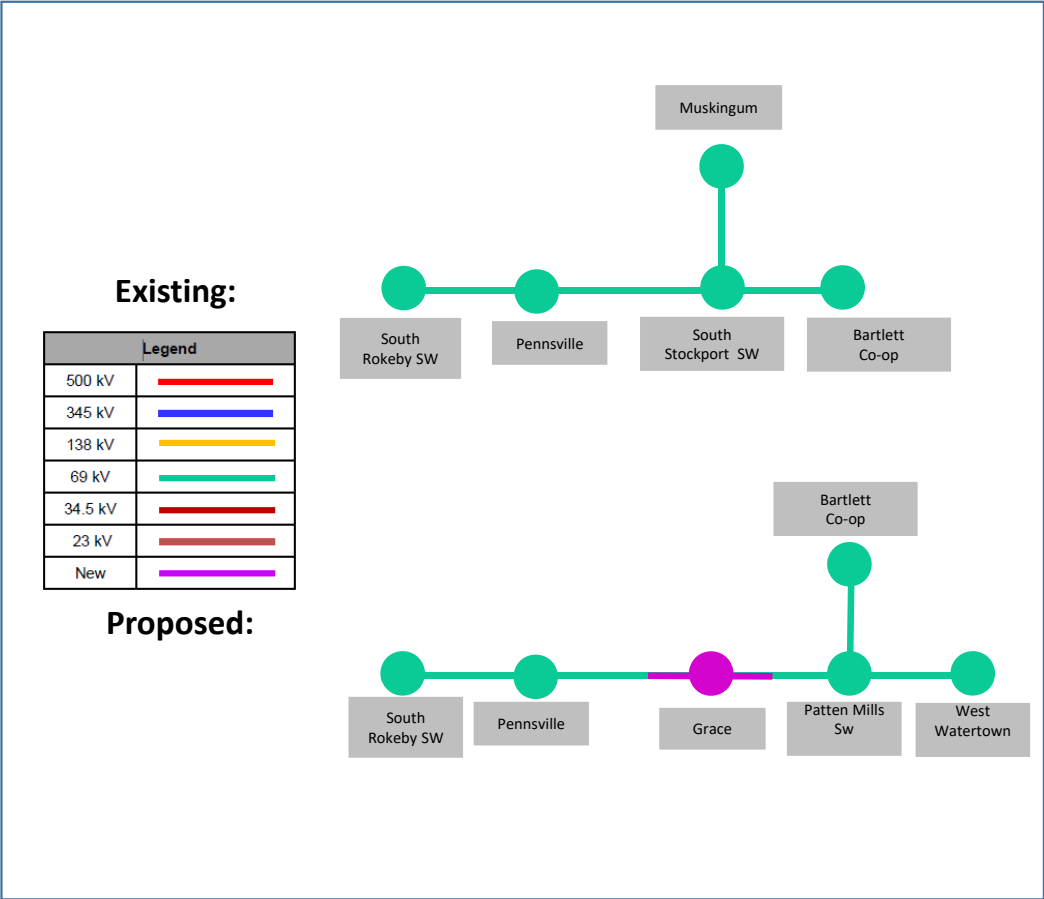 Muskingum
Existing:
South
Rokeby SW
Pennsville
South
Stockport SW
Bartlett
Co-op
Legend
500 kV
345 kV
138 kV
69 kV
34.5 kV
23 kV
New
Proposed:
Bartlett
Co-op
South
Rokeby SW
Pennsville
Grace
Patten Mills
Sw
West
Watertown